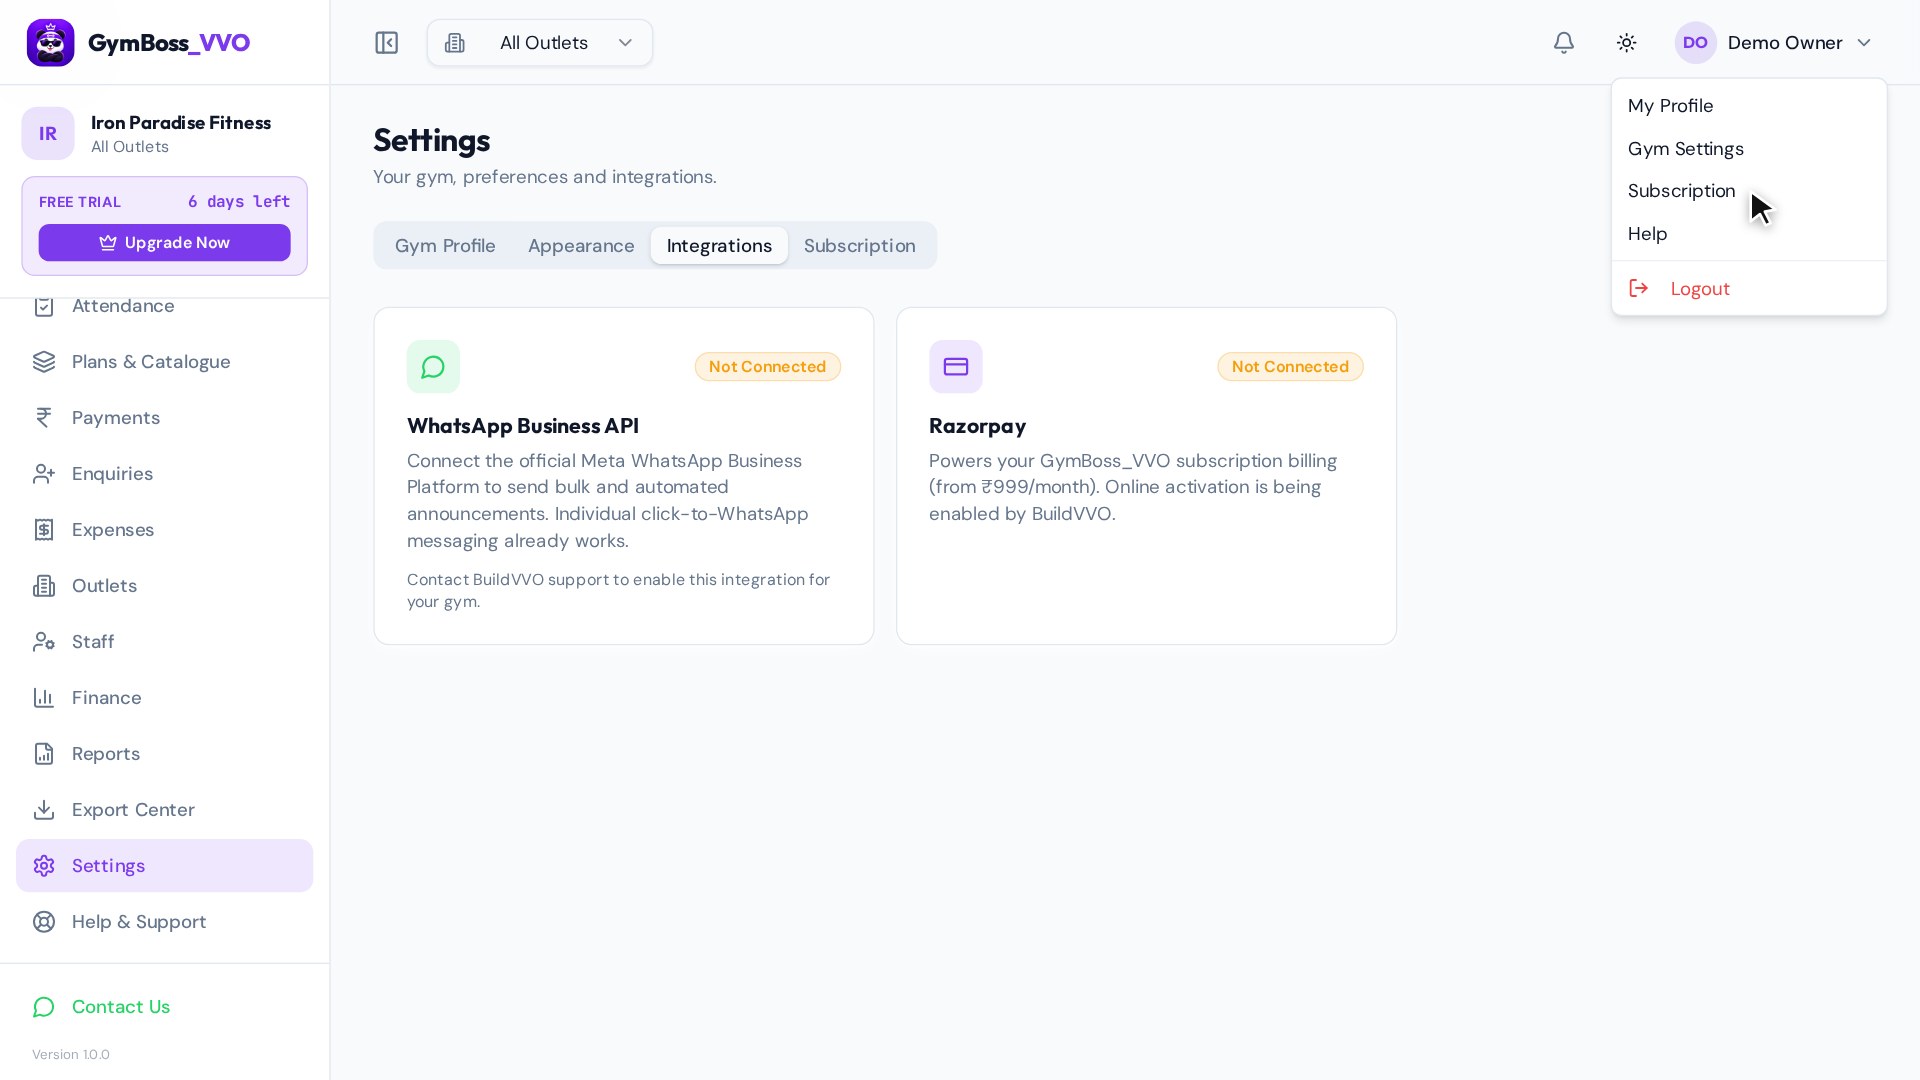 GymBoss_VVO
All Outlets
DO
Demo Owner
IR
Iron Paradise Fitness
All Outlets
FREE TRIAL
6 days left
Upgrade Now
Attendance
Plans & Catalogue
Payments
Enquiries
Expenses
Outlets
Staff
Finance
Reports
Export Center
Settings
Help & Support
Contact Us
Version 1.0.0
Settings
Your gym, preferences and integrations.
Gym Profile
Appearance
Integrations
Subscription
Not Connected
WhatsApp Business API
Connect the official Meta WhatsApp Business
Platform to send bulk and automated
announcements. Individual click-to-WhatsApp
messaging already works.
Contact BuildVVO support to enable this integration for
your gym.
Not Connected
Razorpay
Powers your GymBoss_VVO subscription billing
(from ₹999/month). Online activation is being
enabled by BuildVVO.
My Profile
Gym Settings
Subscription
Help
Logout